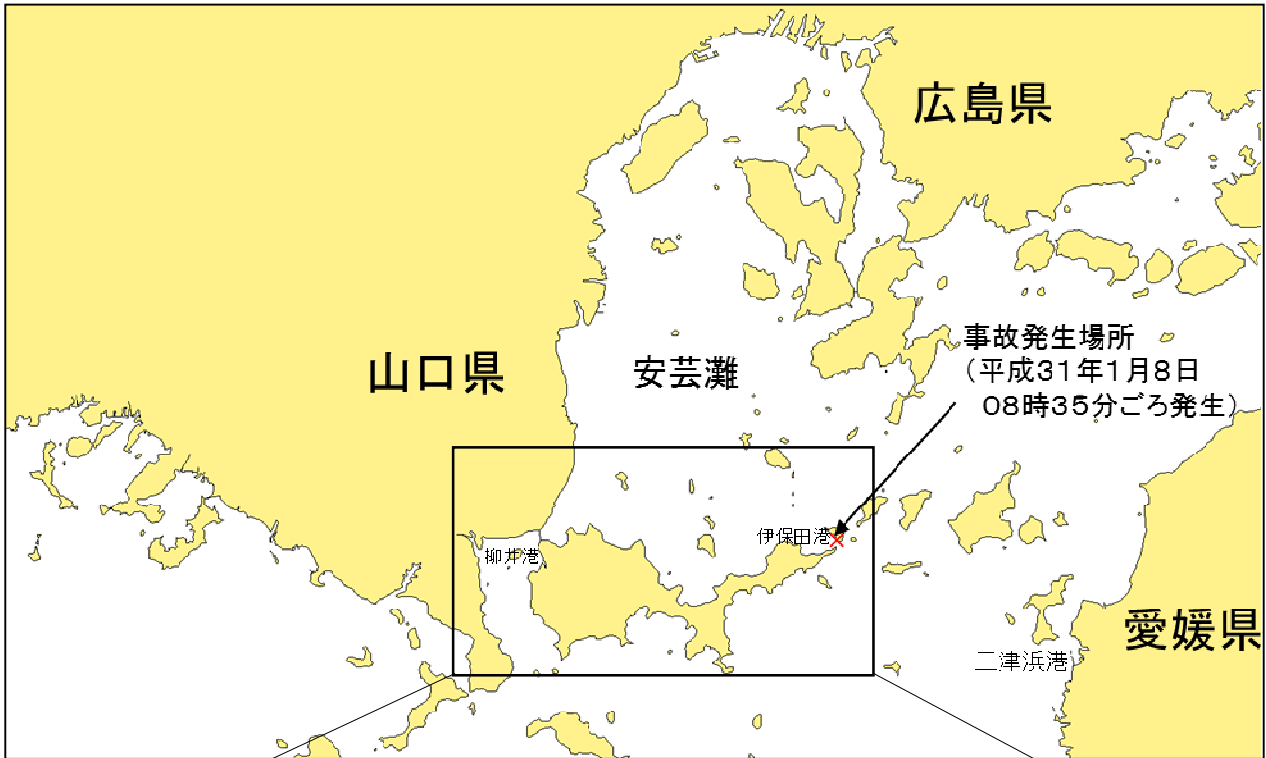 広島県
事故発生場所
（平成３１年１月８日
０８時３５分ごろ発生）
山口県
安芸灘
伊保田港
柳井港
愛媛県
三津浜港